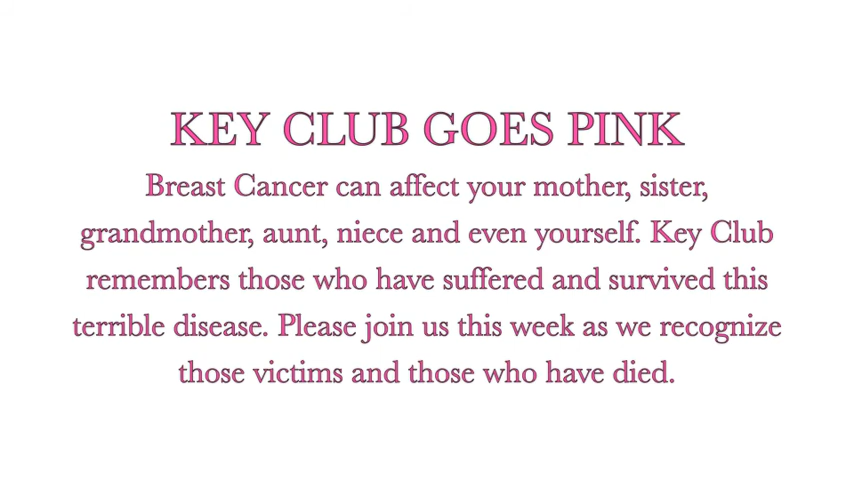 KEY CLUB GOES PINK
Breast Cancer can affect your mother, sister,
grandmother, aunt, niece and even yourself. Key Club
remembers those who have suffered and survived this
terrible disease. Please join us this week as we recognize
those victims and those who have died.